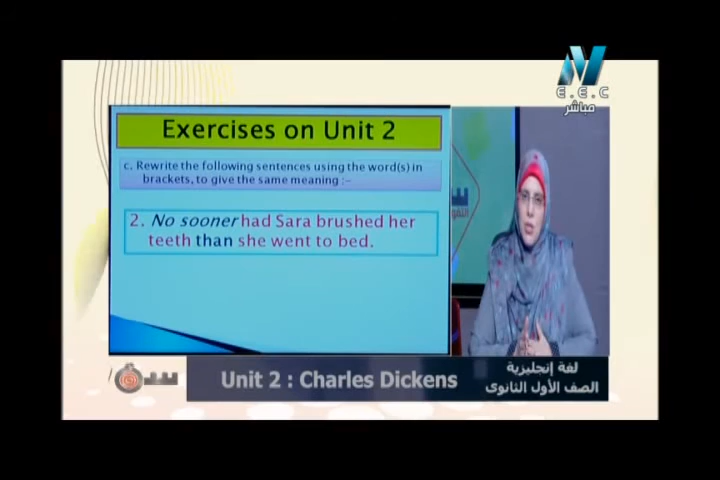 E.E.C
مباشر
Exercises on Unit 2
c. Rewrite the following sentences using the word(s) in
brackets, to give the same meaning :-
2. No sooner had Sara brushed her
teeth than she went to bed.
Unit 2 : Charles Dickens
لغة إنجليزية
الصف الأول الثانوى